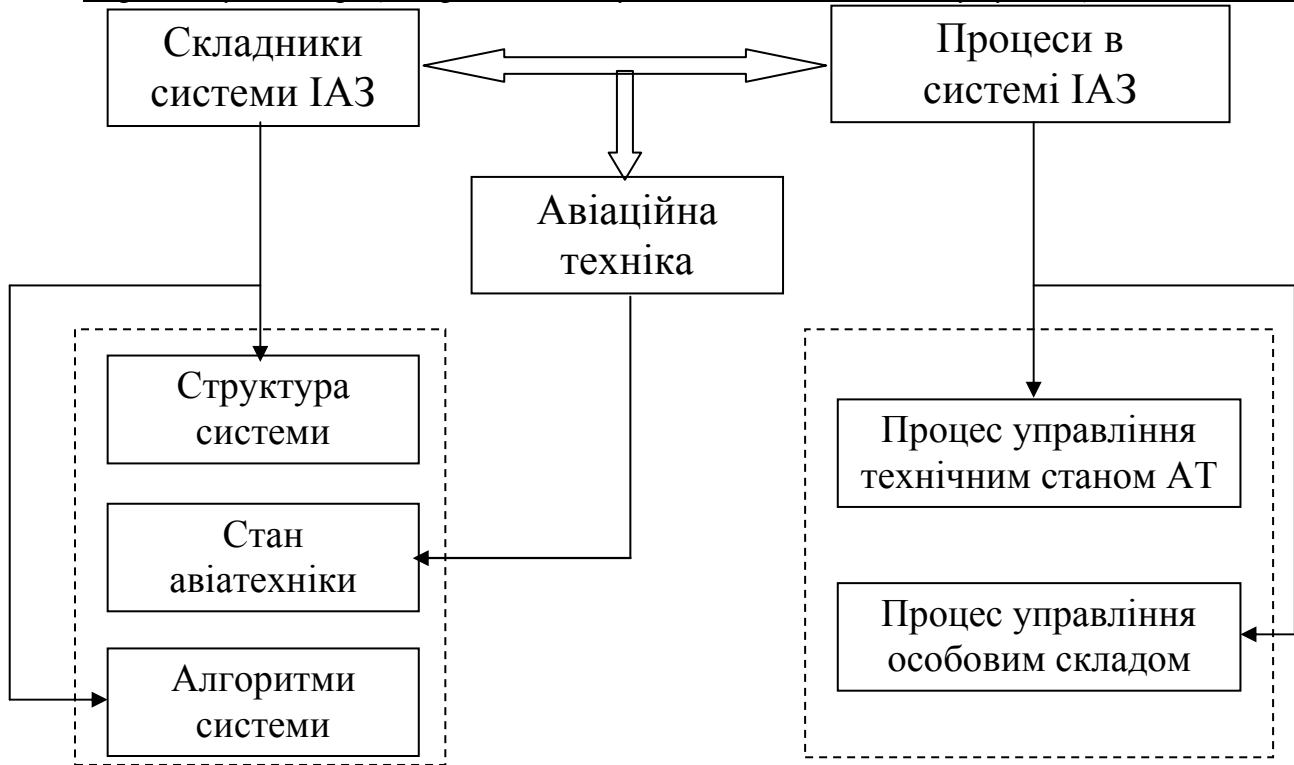 Складники
системи ІАЗ
Процеси в
системі ІАЗ
Авіаційна
техніка
Структура
системи
Стан
авіатехніки
Алгоритми
системи
Процес управління
технічним станом АТ
Процес управління
особовим складом